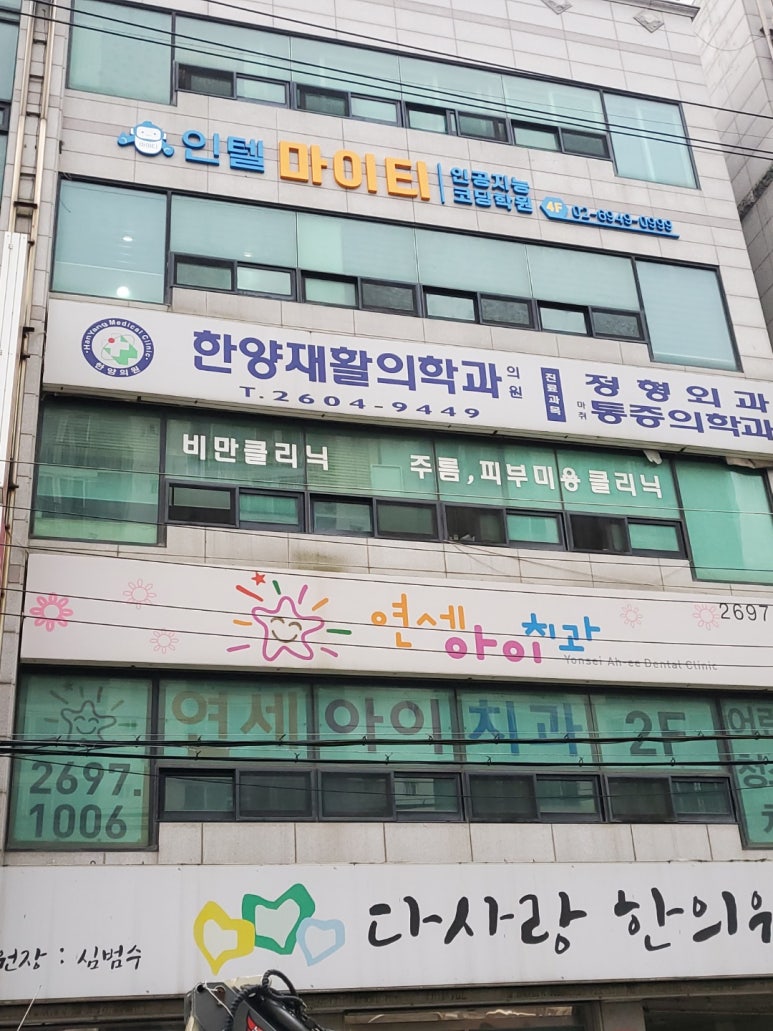 인텔 마이티 인공지능
코딩학원 4F 02-6949-0999
HanYang Medical Clinic
한양의원
한양재활의학과의원
T.2604-9449
진료과목
정형외과
마취통증의학과
비만클리닉 주름,피부미용클리닉
연세아이치과
2697
Yonsei Ah-ee Dental Clinic
연세아이치과 2F
2697.
1006
다사랑 한의
원장 : 심범수